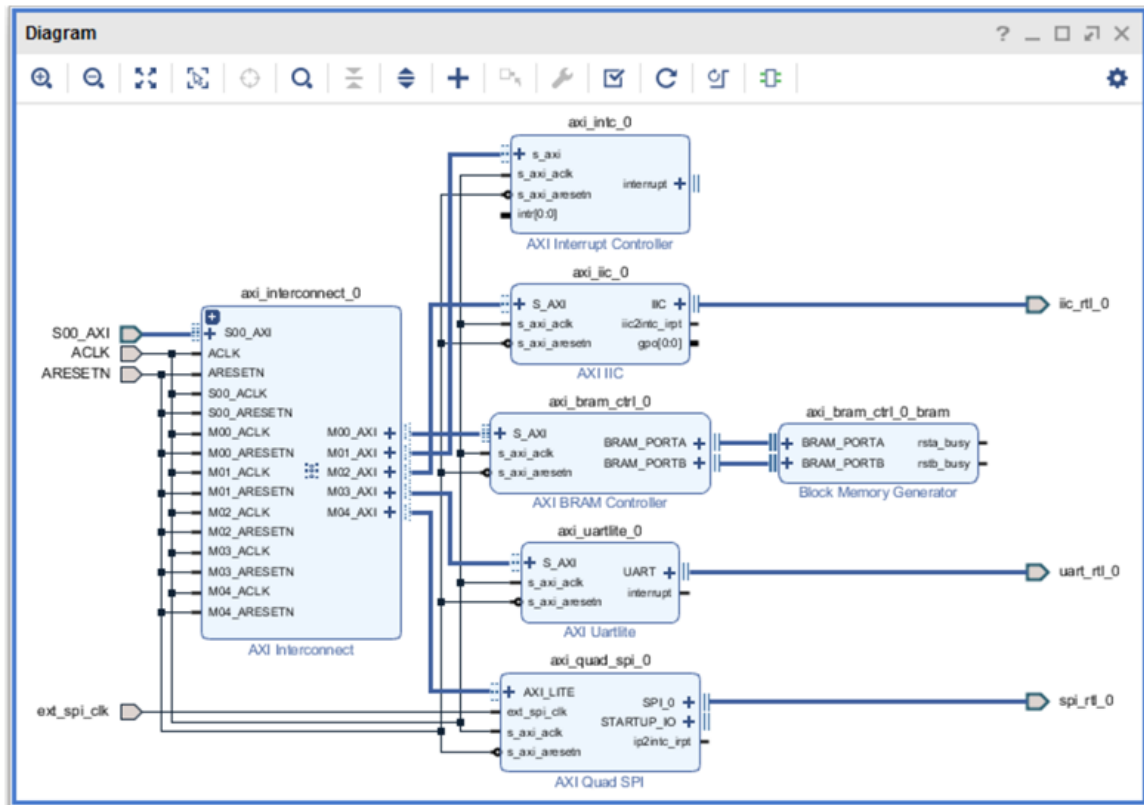 Diagram
axi_intc_0
s_axi
s_axi_aclk
s_axi_aresetn
intr[0:0]
interrupt
AXI Interrupt Controller
axi_iic_0
S_AXI
s_axi_aclk
s_axi_aresetn
IIC
iic2intc_irpt
gpo[0:0]
AXI IIC
iic_rtl_0
axi_interconnect_0
S00_AXI
ACLK
ARESETN
S00_AXI
ACLK
ARESETN
S00_ACLK
S00_ARESETN
M00_ACLK
M00_ARESETN
M01_ACLK
M01_ARESETN
M02_ACLK
M02_ARESETN
M03_ACLK
M03_ARESETN
M04_ACLK
M04_ARESETN
M00_AXI
M01_AXI
M02_AXI
M03_AXI
M04_AXI
AXI Interconnect
axi_bram_ctrl_0
S_AXI
s_axi_aclk
s_axi_aresetn
BRAM_PORTA
BRAM_PORTB
AXI BRAM Controller
axi_bram_ctrl_0_bram
BRAM_PORTA
BRAM_PORTB
rsta_busy
rstb_busy
Block Memory Generator
axi_uartlite_0
S_AXI
s_axi_aclk
s_axi_aresetn
UART
interrupt
AXI Uartlite
uart_rtl_0
axi_quad_spi_0
AXI_LITE
ext_spi_clk
s_axi_aclk
s_axi_aresetn
SPI_0
STARTUP_IO
ip2intc_irpt
AXI Quad SPI
spi_rtl_0
ext_spi_clk